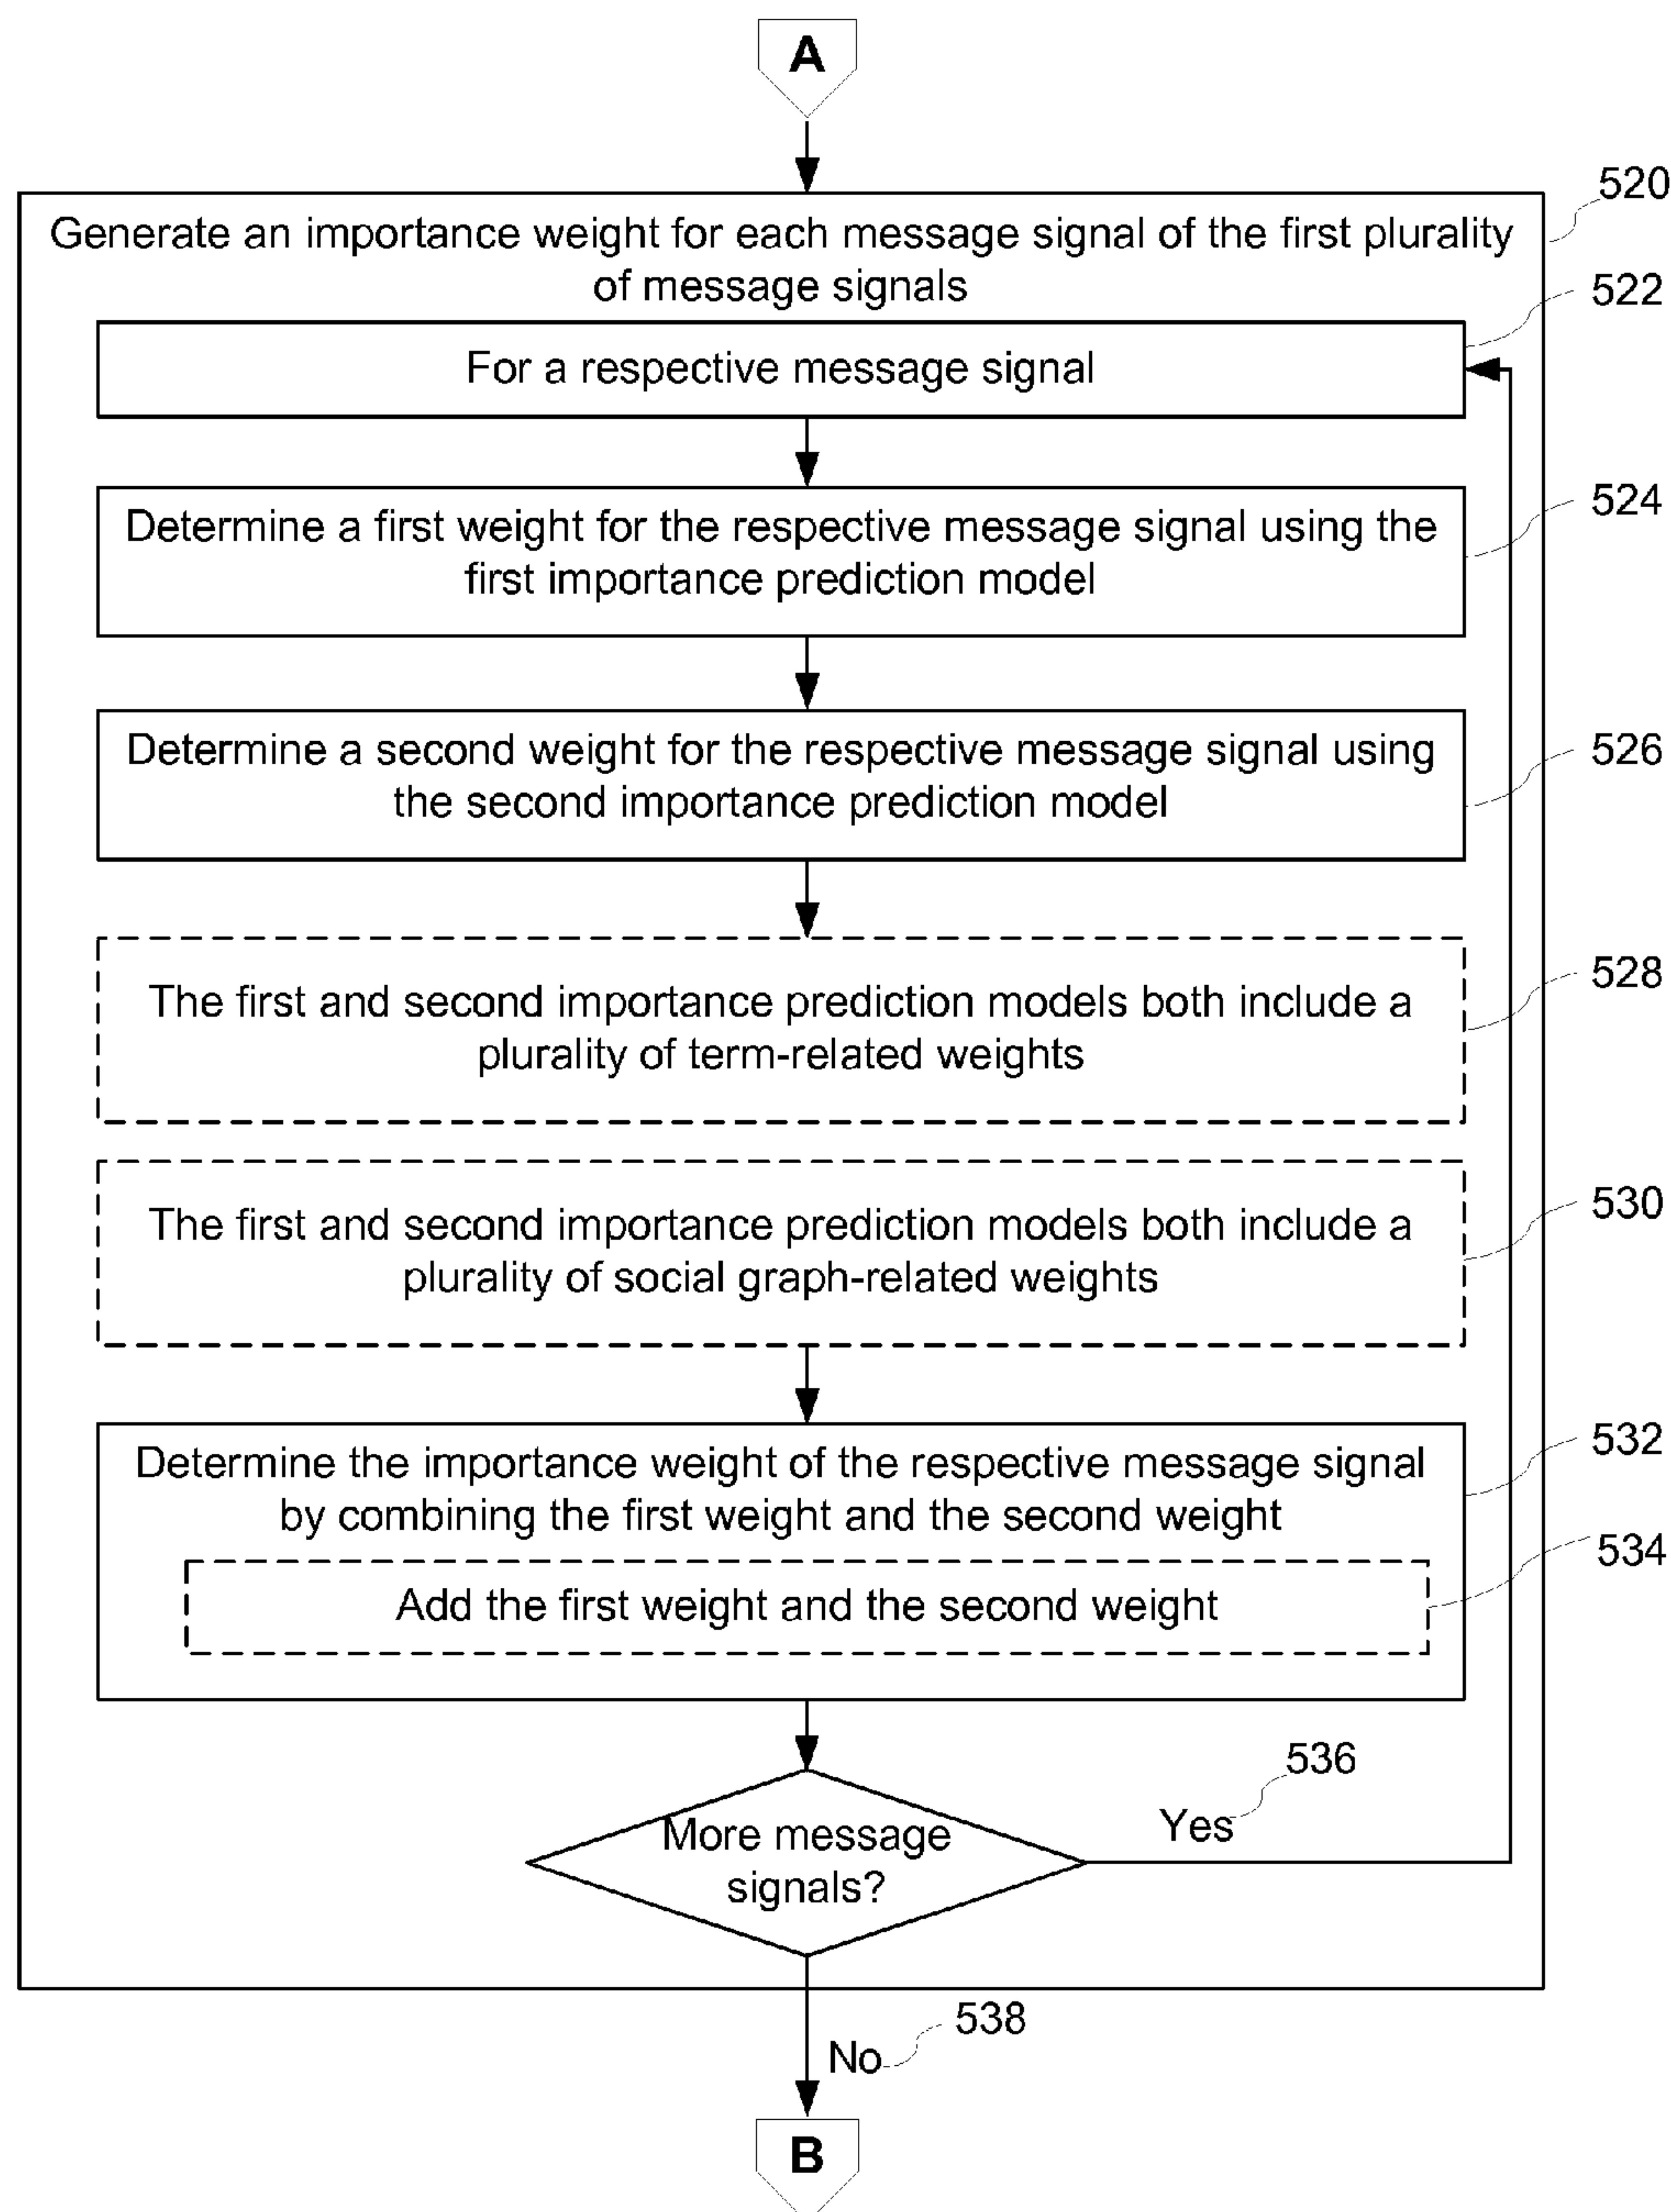 A
520
Generate an importance weight for each message signal of the first plurality
of message signals
522
For a respective message signal
524
Determine a first weight for the respective message signal using the
first importance prediction model
526
Determine a second weight for the respective message signal using
the second importance prediction model
528
The first and second importance prediction models both include a
plurality of term-related weights
530
The first and second importance prediction models both include a
plurality of social graph-related weights
532
Determine the importance weight of the respective message signal
by combining the first weight and the second weight
534
Add the first weight and the second weight
536
Yes
More message
signals?
538
No
B